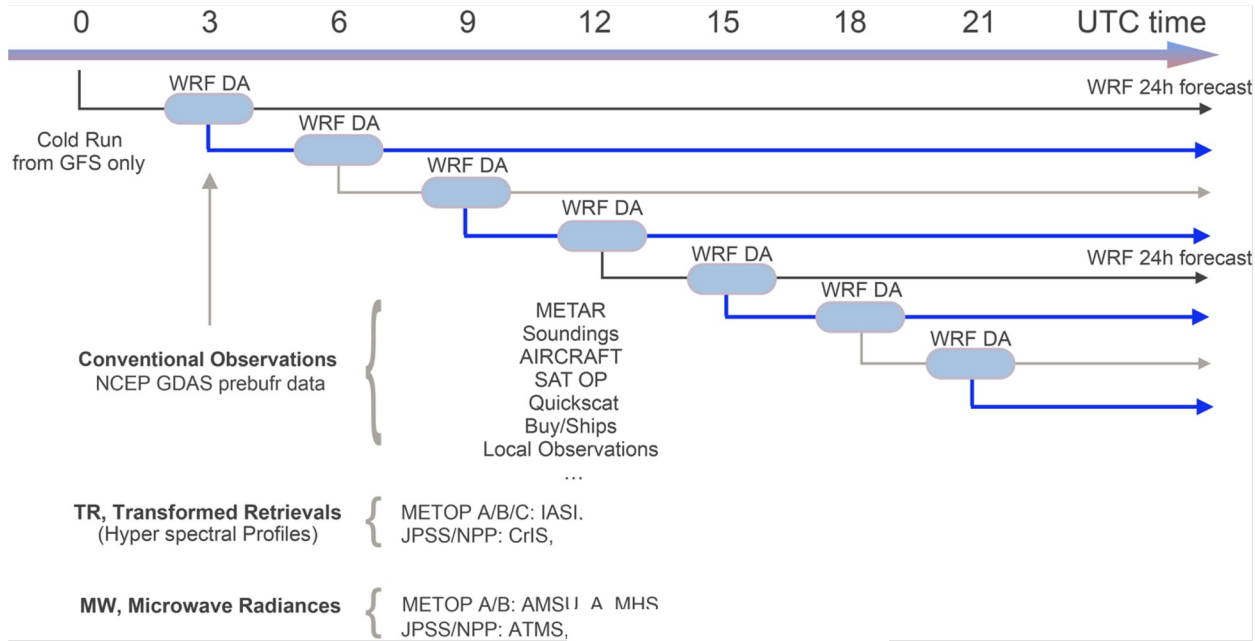 0 3 6 9 12 15 18 21 UTC time
WRF DA
WRF 24h forecast
Cold Run
from GFS only
WRF DA
WRF DA
WRF DA
WRF DA
WRF 24h forecast
WRF DA
WRF DA
Conventional Observations
NCEP GDAS prebufr data
METAR
Soundings
AIRCRAFT
SAT OP
Quickscat
Buy/Ships
Local Observations
...
TR, Transformed Retrievals
(Hyper spectral Profiles)
METOP A/B/C: IASI.
JPSS/NPP: CrIS,
MW, Microwave Radiances
METOP A/B: AMSU A MHS
JPSS/NPP: ATMS,